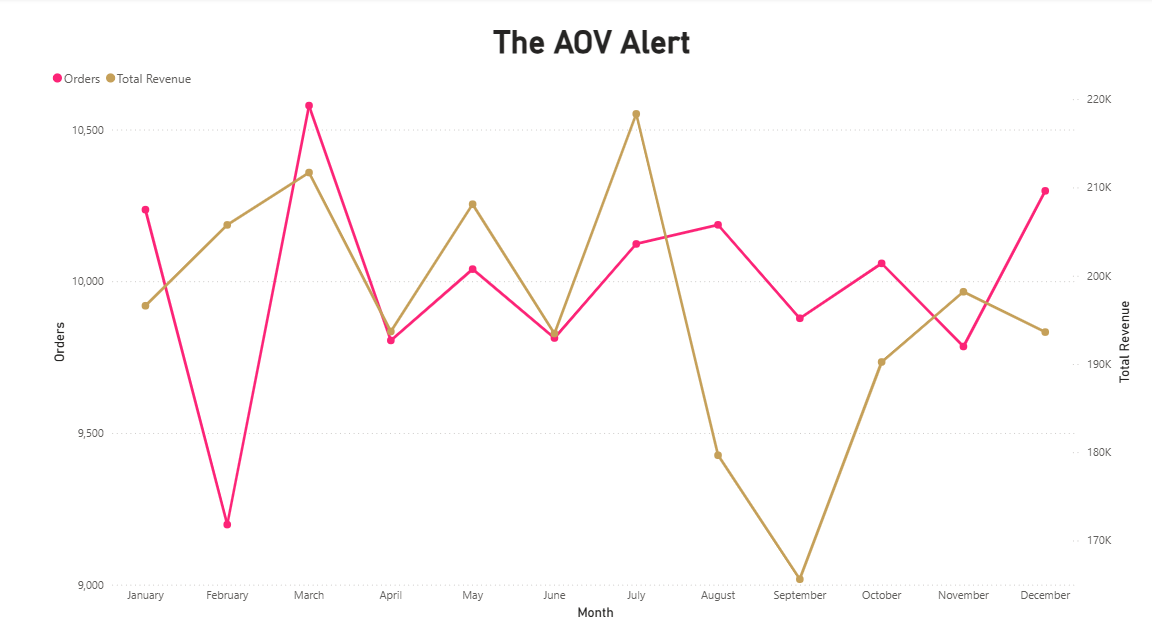 The AOV Alert
Orders Total Revenue
220K
10,500
210K
10,000
200K
Orders
Total Revenue
190K
9,500
180K
170K
9,000
January February March April May June July August September October November December
Month